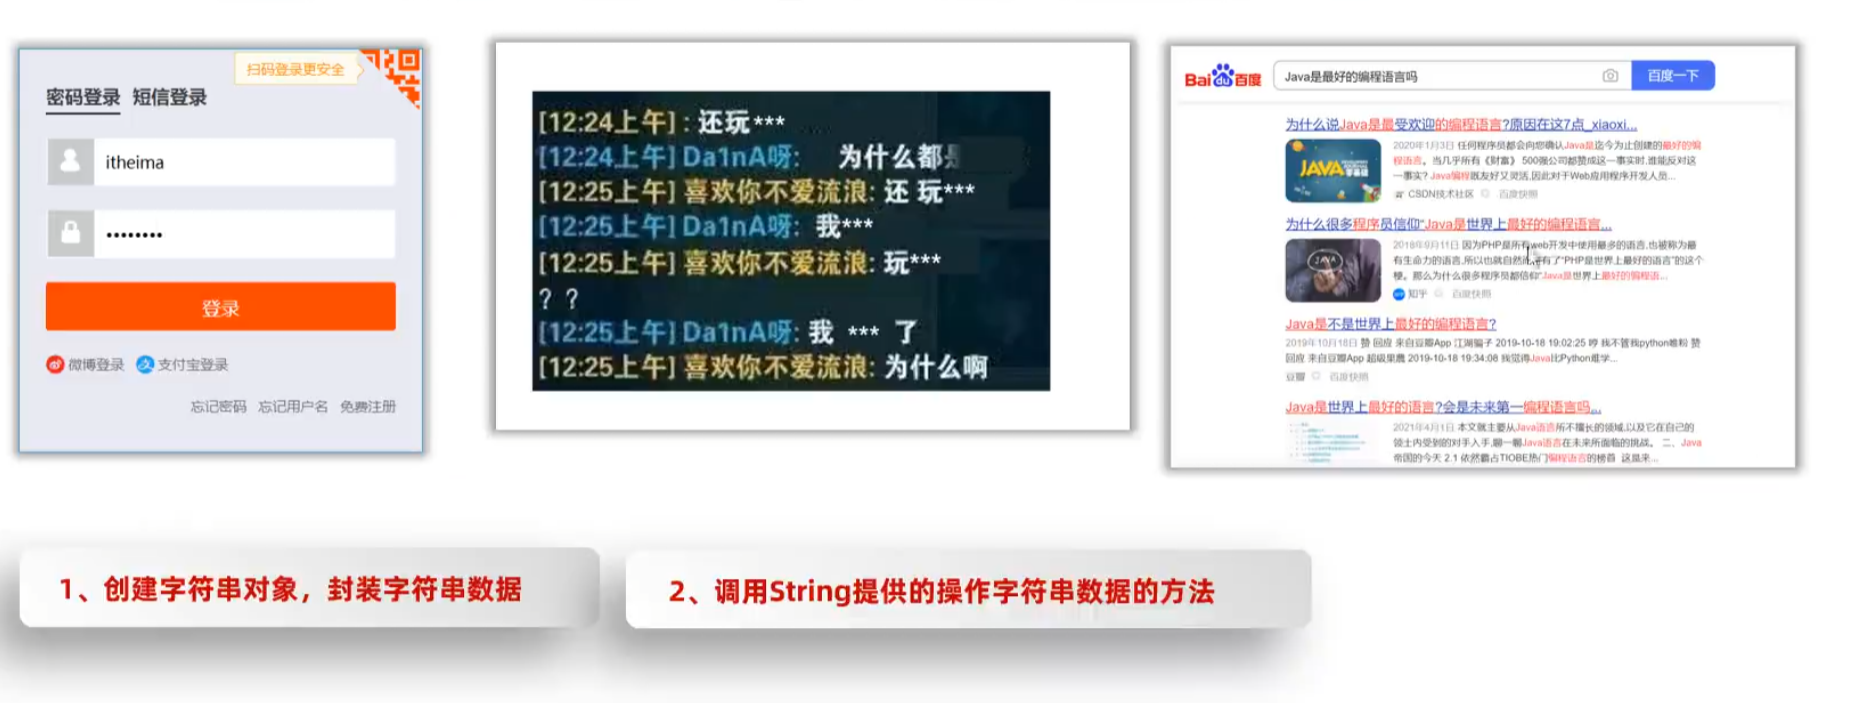 扫码登录更安全
密码登录 短信登录
itheima
••••••••
登录
微博登录 支付宝登录
忘记密码 忘记用户名 免费注册
[12:24上午] : 还玩***
[12:24上午] Da1nA呀: 为什么都
[12:25上午] 喜欢你不爱流浪: 还 玩***
[12:25上午] Da1nA呀: 我***
[12:25上午] 喜欢你不爱流浪: 玩***
? ?
[12:25上午] Da1nA呀: 我 *** 了
[12:25上午] 喜欢你不爱流浪: 为什么啊
Bai du 百度
Java是最好的编程语言吗
百度一下
为什么说Java是最受欢迎的编程语言?原因在这7点_xiaoxi...
JAVA
2020年1月3日 任何程序员都会向您确认Java是迄今为止创建的最好的编
程语言。当几乎所有《财富》 500强公司都赞成这一事实时,谁能反对这
一事实? Java编程既友好又灵活,因此对于Web应用程序开发人员...
CSDN技术社区 百度快照
为什么很多程序员信仰“Java是世界上最好的编程语言...
JAVA
2018年9月11日 因为PHP是所有web开发中使用最多的语言,也被称为最
有生命力的语言,所以也就自然而有了“PHP是世界上最好的语言”的这个
梗。那么为什么很多程序员都信仰“Java是世界上最好的编程语...
知乎 百度快照
Java是不是世界上最好的编程语言?
2019年10月18日 赞 回应 来自豆瓣App 江湖骗子 2019-10-18 19:02:25 哼 我不管我python唯粉 赞
回应 来自豆瓣App 超级果農 2019-10-18 19:34:08 我觉得Java比Python难学...
豆瓣 百度快照
Java是世界上最好的语言?会是未来第一编程语言吗...
2021年4月1日 本文就主要从Java语言所不擅长的领域,以及它在自己的
领土内受到的对手入手,聊一聊Java语言在未来所面临的挑战。 二、Java
帝国的今天 2.1 依然霸占TIOBE热门编程语言的榜首 这是来...
1、创建字符串对象，封装字符串数据
2、调用String提供的操作字符串数据的方法